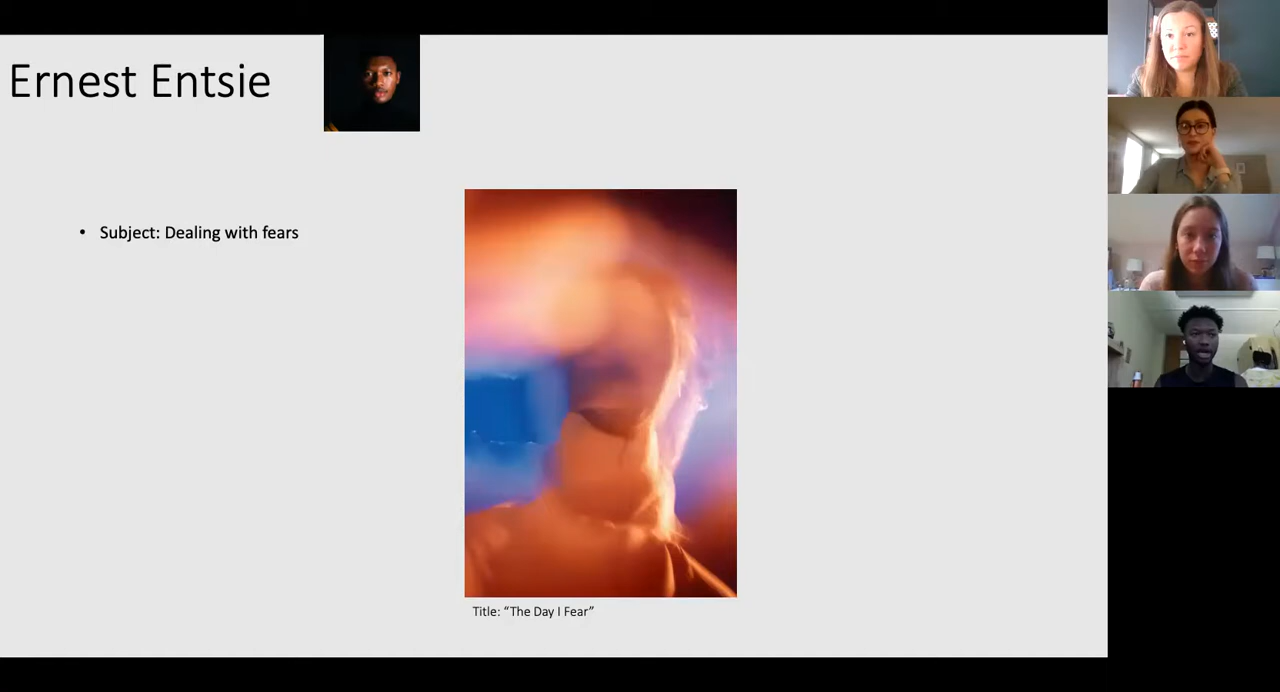 Ernest Entsie
• Subject: Dealing with fears
Title: “The Day I Fear”